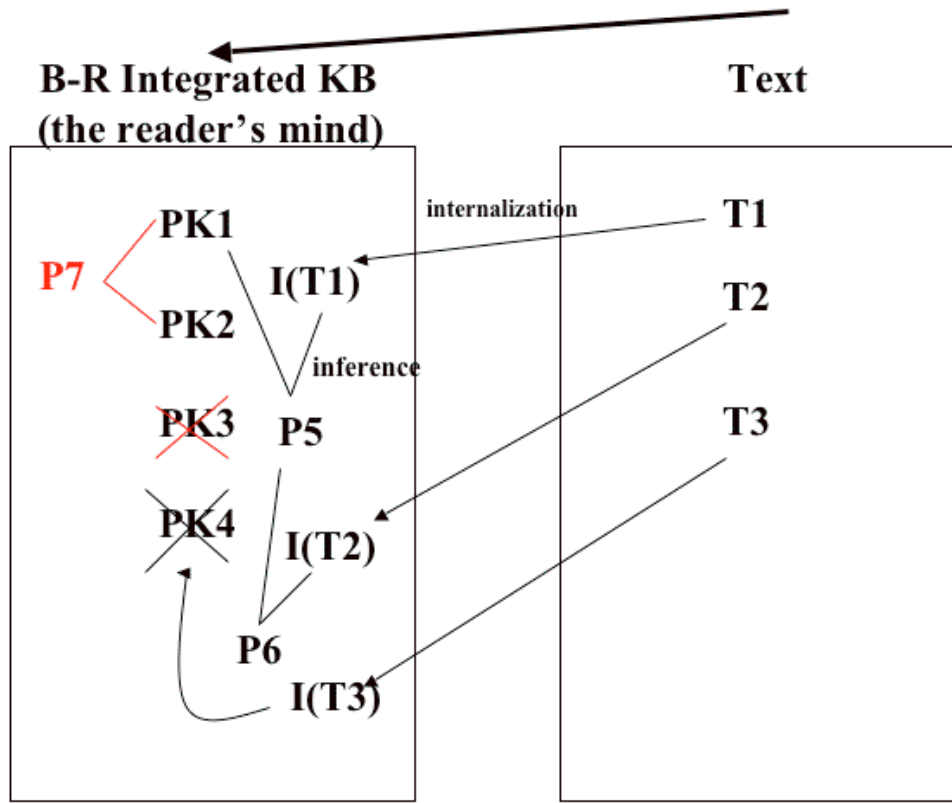 B-R Integrated KB
(the reader's mind)
Text
internalization
T1
PK1
P7
I(T1)
T2
PK2
inference
PK3
P5
T3
PK4
I(T2)
P6
I(T3)